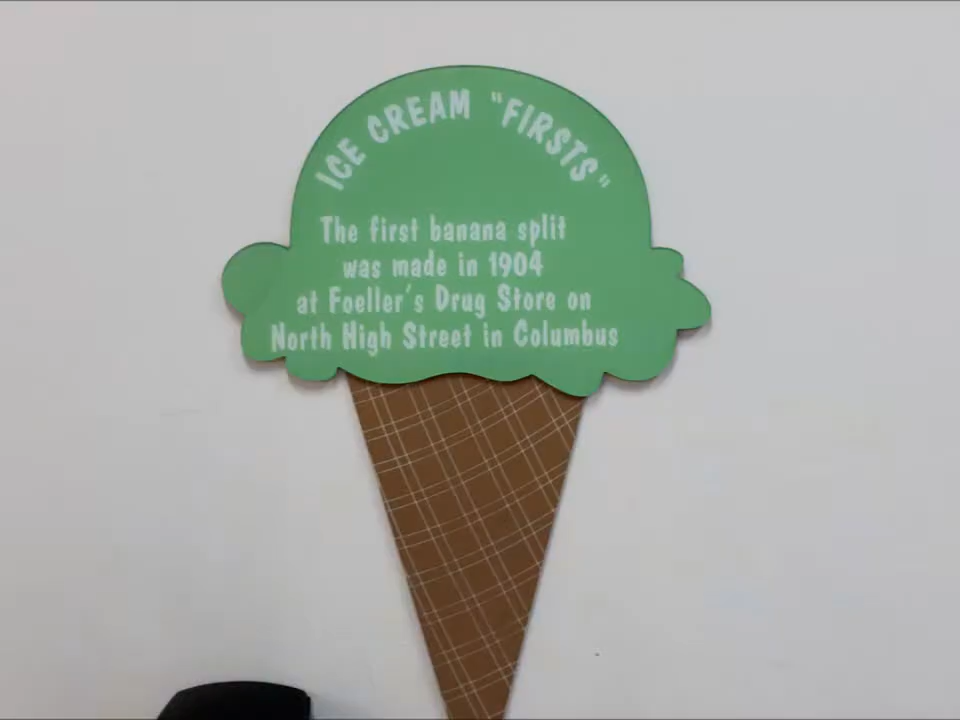 ICE CREAM "FIRSTS"
The first banana split
was made in 1904
at Foeller's Drug Store on
North High Street in Columbus